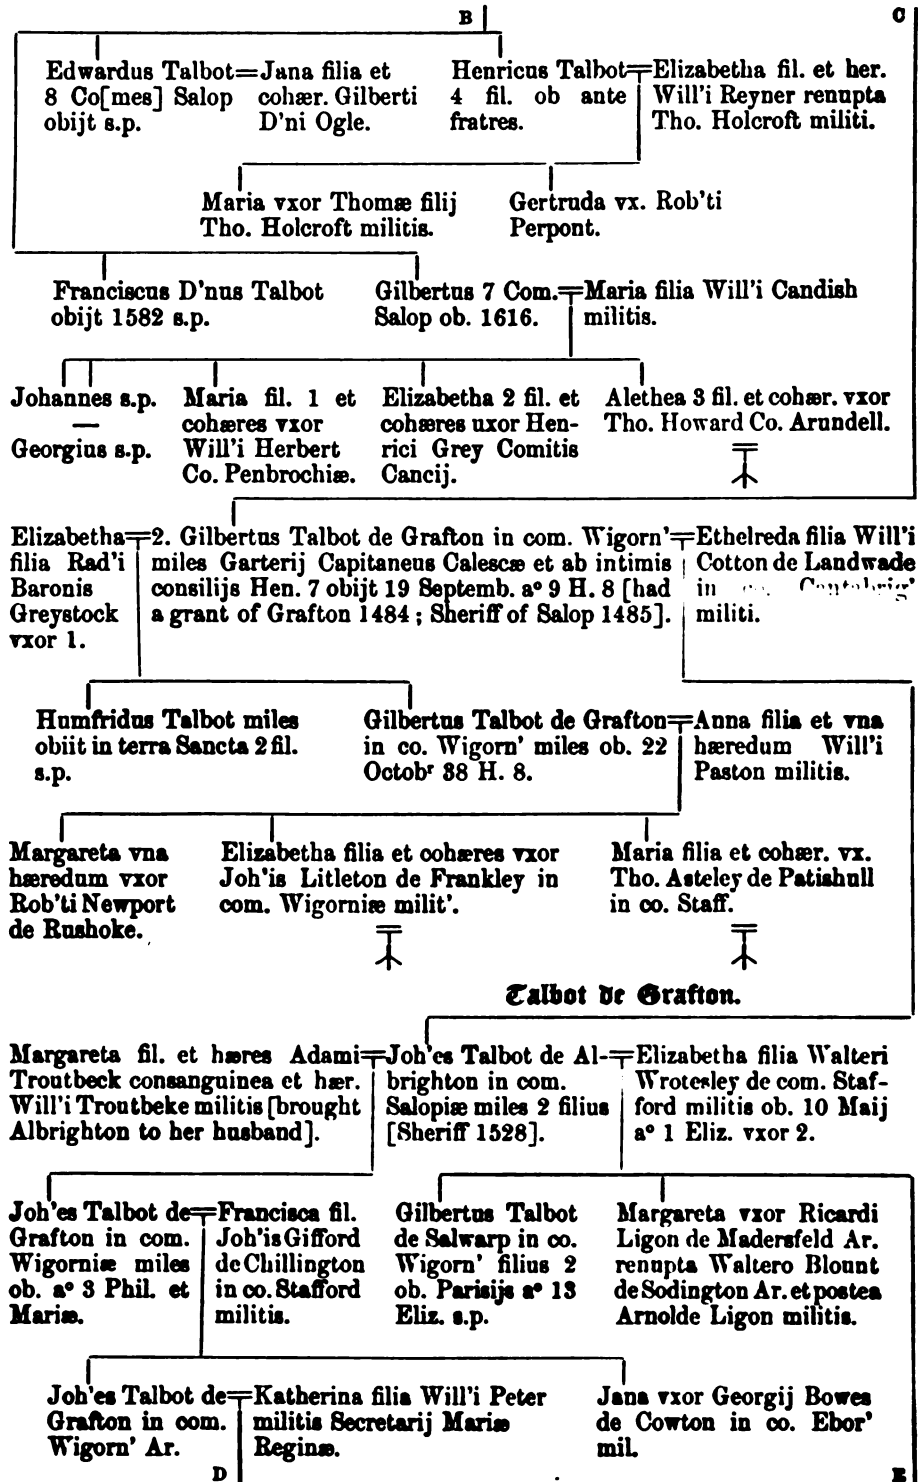 B
C
Edwardus Talbot=Jana filia et
8 Co[mes] Salop cohær. Gilberti
obijt s.p. D'ni Ogle.
Henricus Talbot=Elizabetha fil. et her.
4 fil. ob ante Will'i Reyner renupta
fratres. Tho. Holcroft militi.
Maria vxor Thomæ filij
Tho. Holcroft militis.
Gertruda vx. Rob'ti
Perpont.
Franciscus D'nus Talbot
obijt 1582 s.p.
Gilbertus 7 Com.=Maria filia Will'i Candish
Salop ob. 1616. militis.
Johannes s.p.
—
Georgius s.p.
Maria fil. 1 et
cohæres vxor
Will'i Herbert
Co. Penbrochiæ.
Elizabetha 2 fil. et
cohæres uxor Hen-
rici Grey Comitis
Cancij.
Alethea 3 fil. et cohær. vxor
Tho. Howard Co. Arundell.
Elizabetha=
filia Rad'i
Baronis
Greystock
vxor 1.
2. Gilbertus Talbot de Grafton in com. Wigorn'=
miles Garterij Capitaneus Calescæ et ab intimis
consilijs Hen. 7 obijt 19 Septemb. aº 9 H. 8 [had
a grant of Grafton 1484 ; Sheriff of Salop 1485].
Ethelreda filia Will'i
Cotton de Landwade
in co. Cantabrig'
militi.
Humfridus Talbot miles
obiit in terra Sancta 2 fil.
s.p.
Gilbertus Talbot de Grafton=
in co. Wigorn' miles ob. 22
Octobʳ 38 H. 8.
Anna filia et vna
hæredum Will'i
Paston militis.
Margareta vna
hæredum vxor
Rob'ti Newport
de Rushoke.
Elizabetha filia et cohæres vxor
Joh'is Litleton de Frankley in
com. Wigorniæ milit'.
Maria filia et cohær. vx.
Tho. Asteley de Patishull
in co. Staff.
Talbot de Grafton.
Margareta fil. et hæres Adami=
Troutbeck consanguinea et hær.
Will'i Troutbeke militis [brought
Albrighton to her husband].
Joh'es Talbot de Al-=
brighton in com.
Salopiæ miles 2 filius
[Sheriff 1528].
Elizabetha filia Walteri
Wrotesley de com. Staf-
ford militis ob. 10 Maij
aº 1 Eliz. vxor 2.
Joh'es Talbot de=
Grafton in com.
Wigorniæ miles
ob. aº 3 Phil. et
Mariæ.
Francisca fil.
Joh'is Gifford
de Chillington
in co. Stafford
militis.
Gilbertus Talbot
de Salwarp in co.
Wigorn' filius 2
ob. Parisijs aº 13
Eliz. s.p.
Margareta vxor Ricardi
Ligon de Madersfeld Ar.
renupta Waltero Blount
de Sodington Ar. et postea
Arnolde Ligon militis.
Joh'es Talbot de=
Grafton in com.
Wigorn' Ar.
Katherina filia Will'i Peter
militis Secretarij Mariæ
Reginæ.
Jana vxor Georgij Bowes
de Cowton in co. Ebor'
mil.
D
E